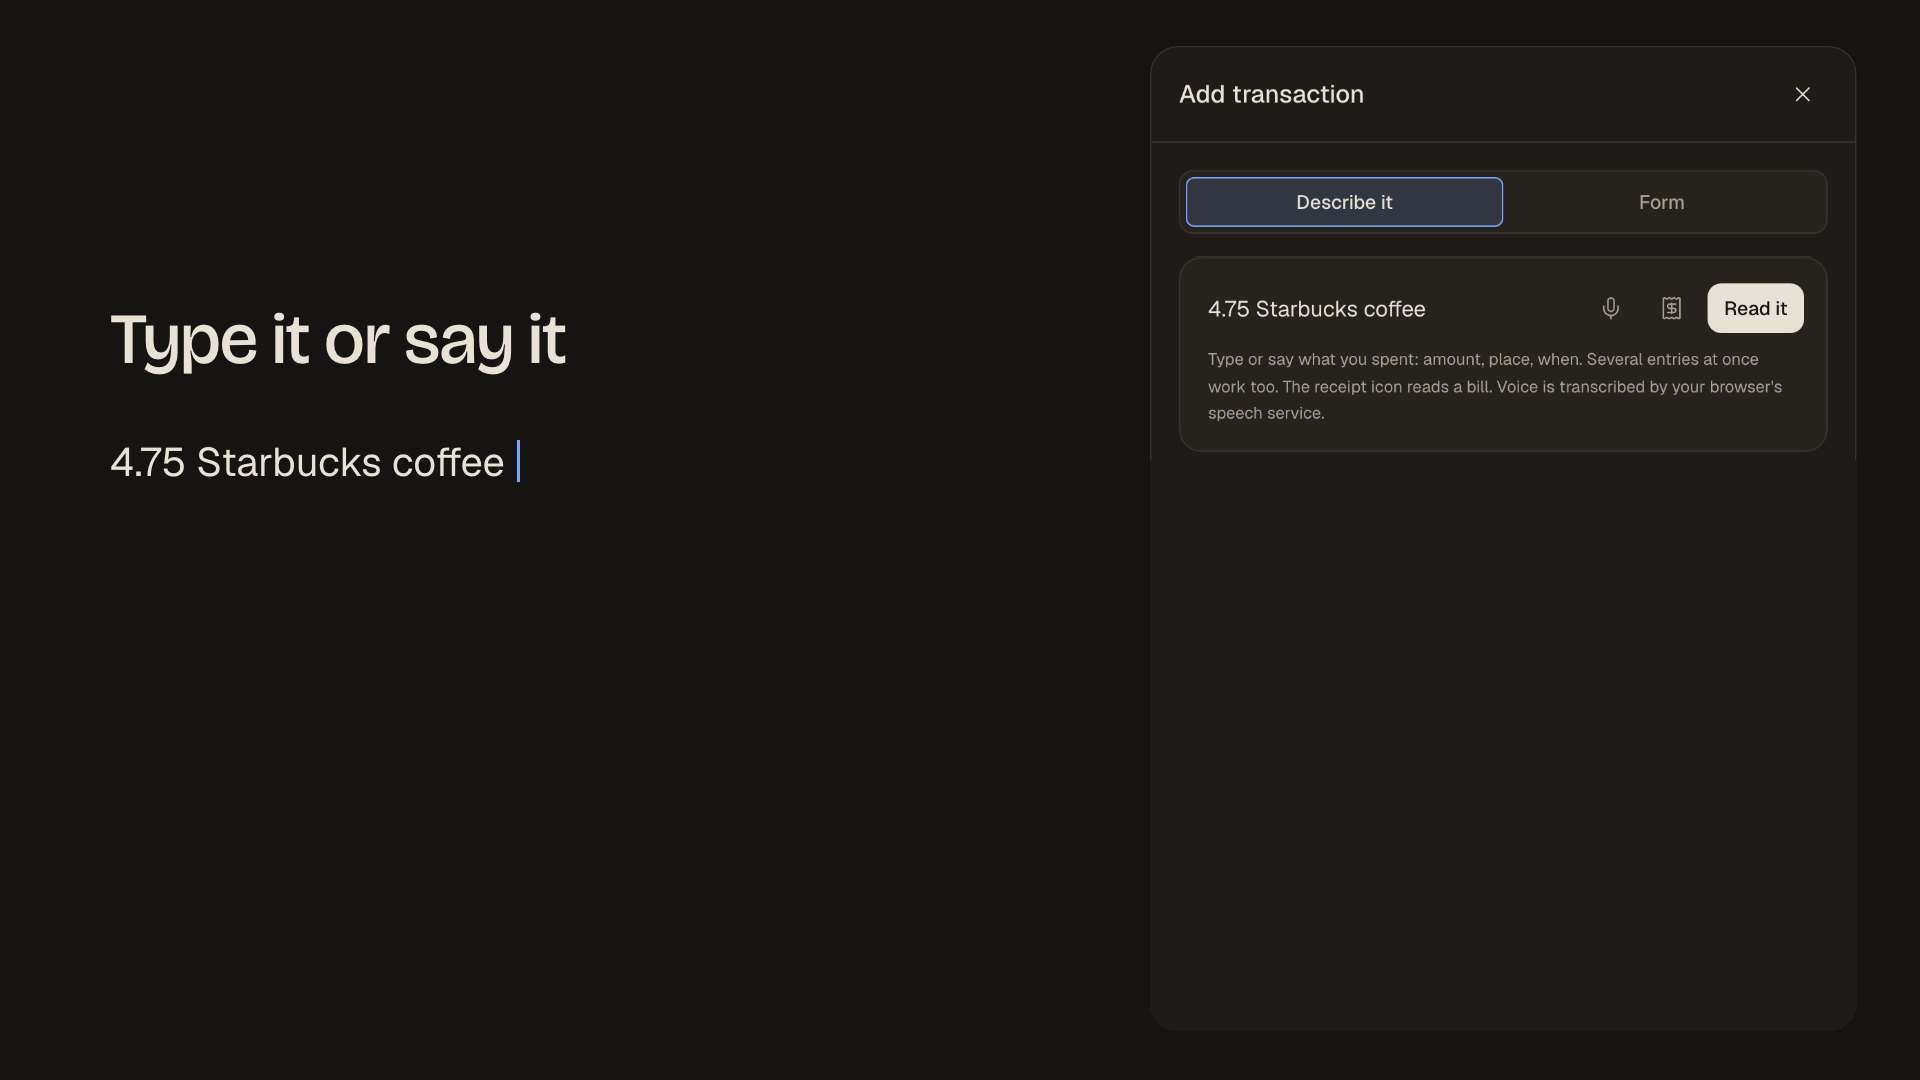 Type it or say it
4.75 Starbucks coffee
Add transaction
Describe it
Form
4.75 Starbucks coffee
Read it
Type or say what you spent: amount, place, when. Several entries at once
work too. The receipt icon reads a bill. Voice is transcribed by your browser's
speech service.